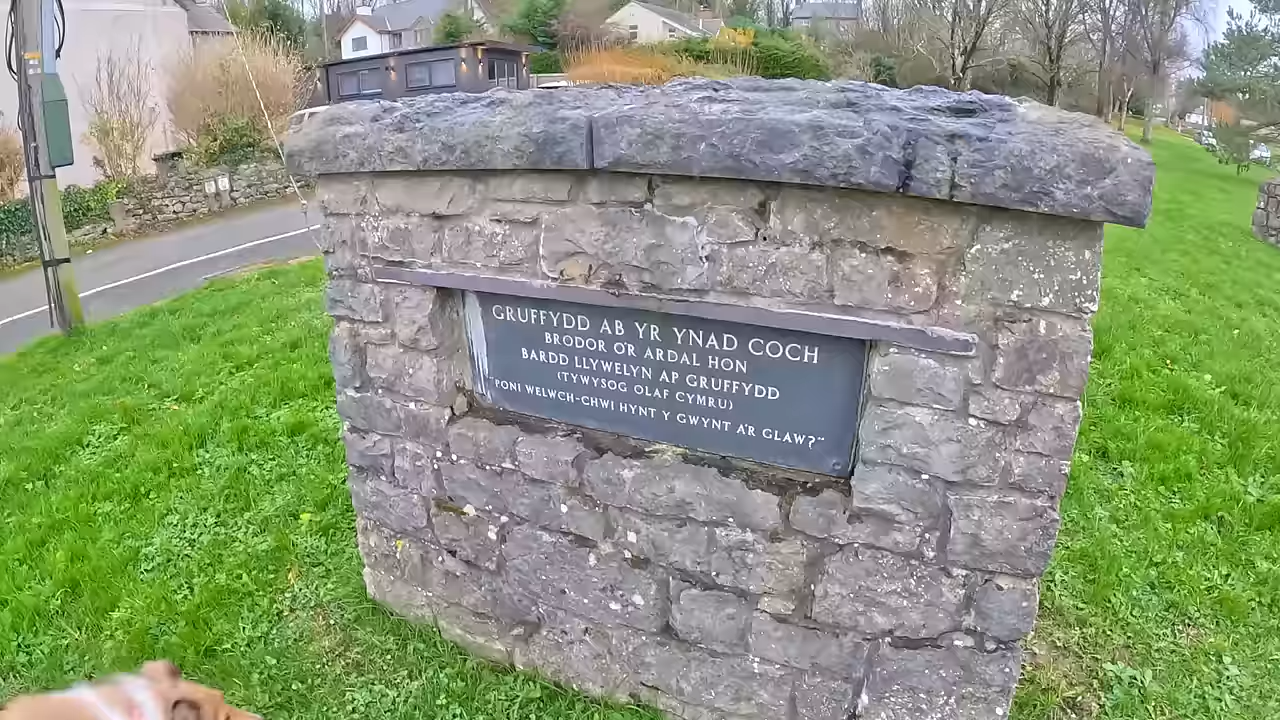 GRUFFYDD AB YR YNAD COCH
BRODOR O'R ARDAL HON
BARDD LLYWELYN AP GRUFFYDD
(TYWYSOG OLAF CYMRU)
"PONI WELWCH-CHWI HYNT Y GWYNT A'R GLAW?"